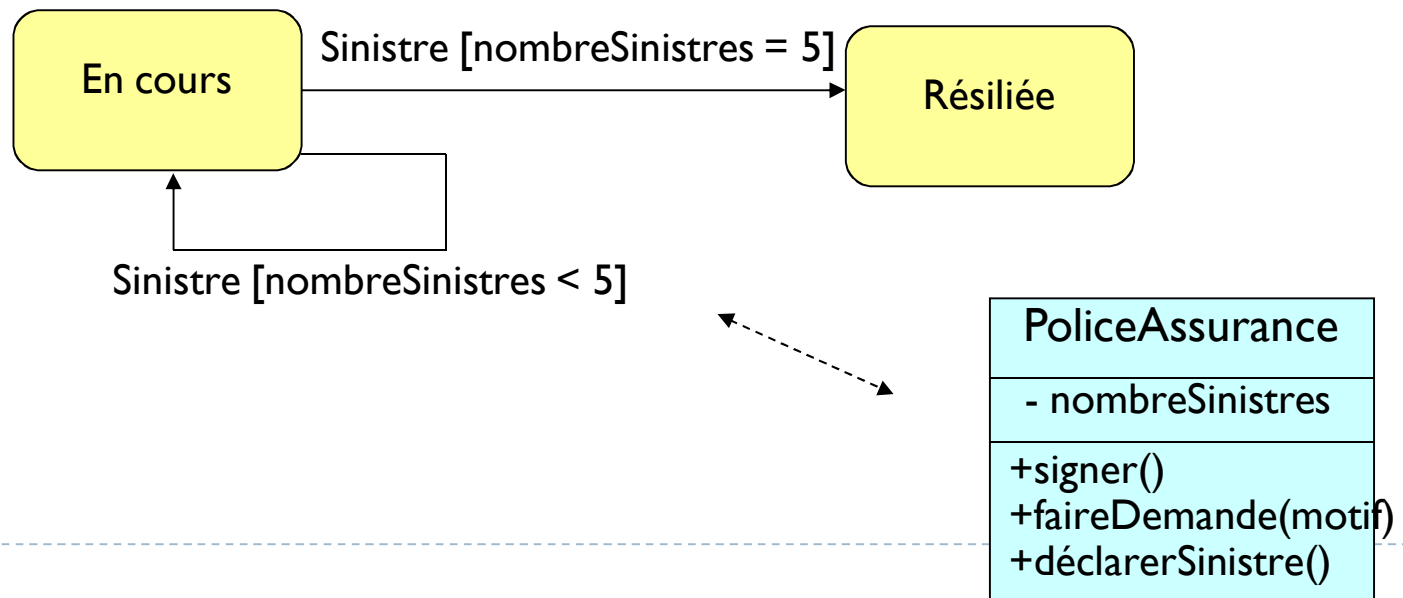 Sinistre [nombreSinistres = 5]
En cours
Résiliée
Sinistre [nombreSinistres < 5]
PoliceAssurance
- nombreSinistres
+signer()
+faireDemande(motif)
+déclarerSinistre()